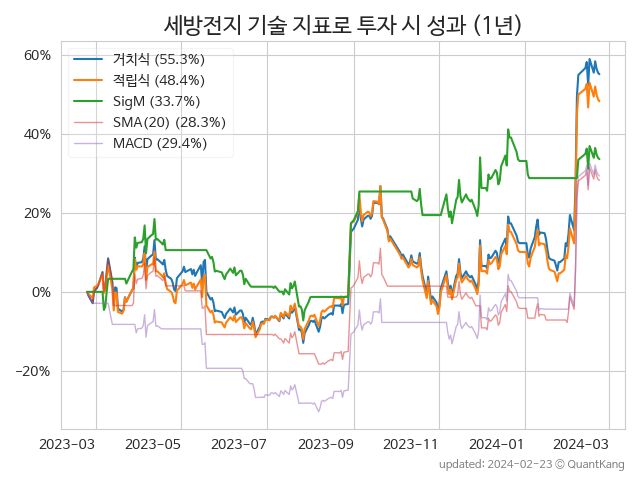 세방전지 기술 지표로 투자 시 성과 (1년)
60%
40%
20%
0%
−20%
거치식 (55.3%)
적립식 (48.4%)
SigM (33.7%)
SMA(20) (28.3%)
MACD (29.4%)
2023-03 2023-05 2023-07 2023-09 2023-11 2024-01 2024-03
updated: 2024-02-23 ⓒ QuantKang